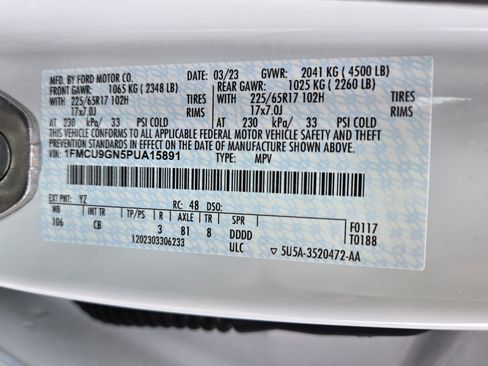 MFD. BY FORD MOTOR CO. 03/23 GVWR: 2041 KG ( 4500 LB)
FRONT GAWR: 1065 KG ( 2348 LB) REAR GAWR: 1025 KG ( 2260 LB)
WITH 225/65R17 102H TIRES WITH 225/65R17 102H TIRES
17x7.0J RIMS 17x7.0J RIMS
AT 230 kPa/ 33 PSI COLD AT 230 kPa/ 33 PSI COLD
THIS VEHICLE CONFORMS TO ALL APPLICABLE FEDERAL MOTOR VEHICLE SAFETY AND BUMPER
STANDARDS AND THEFT PREVENTION STANDARD IN EFFECT ON THE DATE OF MANUFACTURE SHOWN ABOVE.
VIN: 1FMCU9GN5PUA15891 TYPE: MPV
EXT PNT: YZ RC: 48 DSO:
WB INT TR TP/PS R AXLE TR SPR F0117
106 CB 3 81 8 DDDD T0188
1202303306233 ULC ▽ 5U5A-3520472-AA